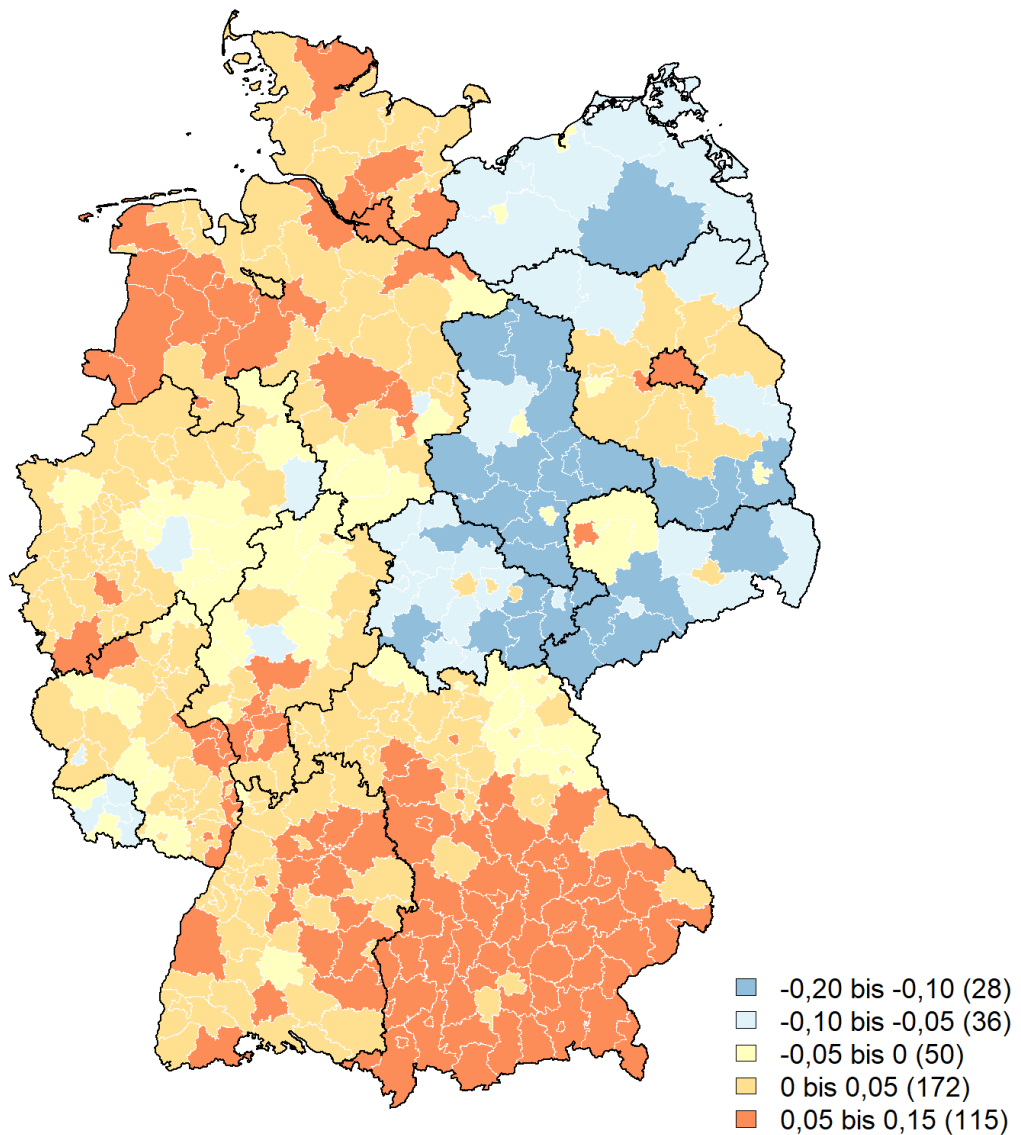 -0,20 bis -0,10 (28)
-0,10 bis -0,05 (36)
-0,05 bis 0 (50)
0 bis 0,05 (172)
0,05 bis 0,15 (115)